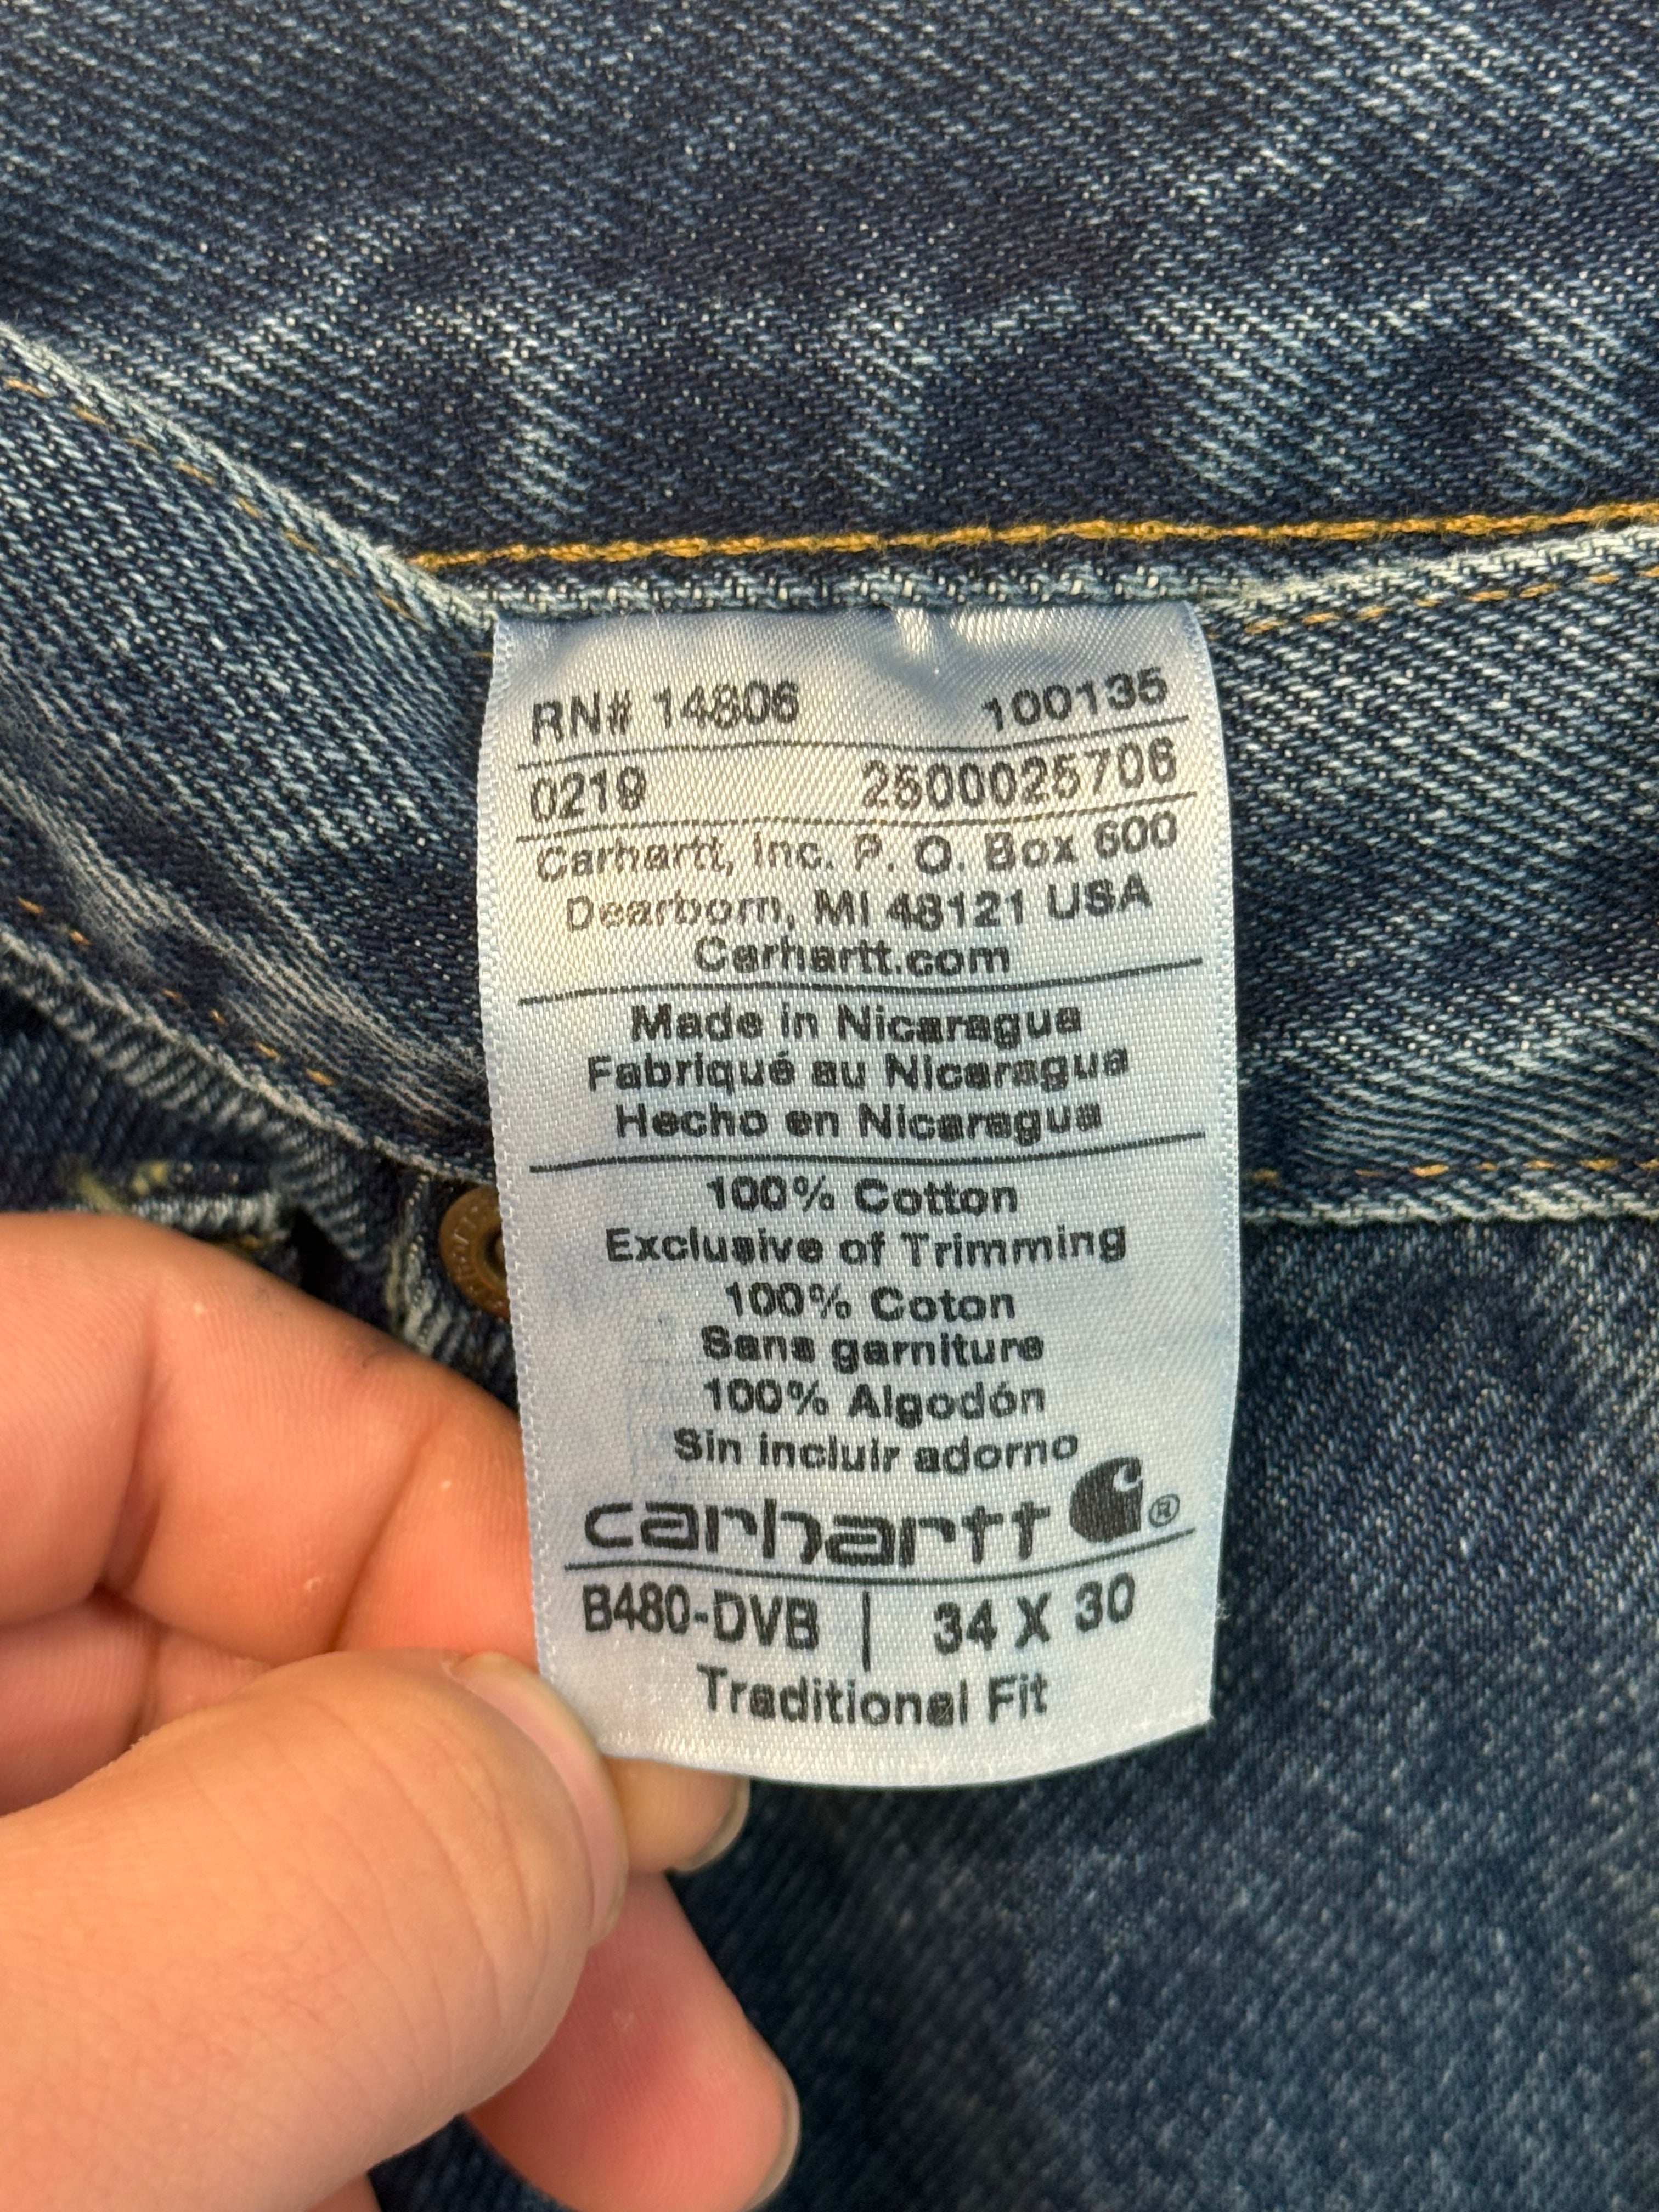 RN# 14806 100135
0219 2500025706
Carhartt, Inc. P. O. Box 600
Dearborn, MI 48121 USA
Carhartt.com
Made in Nicaragua
Fabriqué au Nicaragua
Hecho en Nicaragua
100% Cotton
Exclusive of Trimming
100% Coton
Sans garniture
100% Algodón
Sin incluir adorno
carhartt ®
B480-DVB | 34 X 30
Traditional Fit